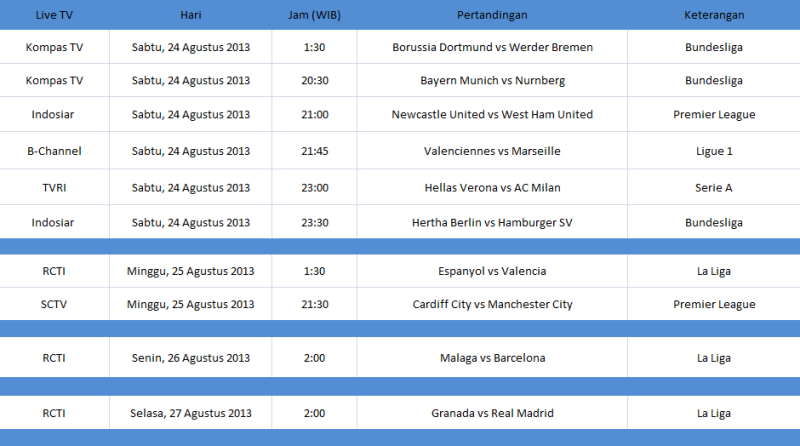 Live TV Hari Jam (WIB) Pertandingan Keterangan
Kompas TV Sabtu, 24 Agustus 2013 1:30 Borussia Dortmund vs Werder Bremen Bundesliga
Kompas TV Sabtu, 24 Agustus 2013 20:30 Bayern Munich vs Nurnberg Bundesliga
Indosiar Sabtu, 24 Agustus 2013 21:00 Newcastle United vs West Ham United Premier League
B-Channel Sabtu, 24 Agustus 2013 21:45 Valenciennes vs Marseille Ligue 1
TVRI Sabtu, 24 Agustus 2013 23:00 Hellas Verona vs AC Milan Serie A
Indosiar Sabtu, 24 Agustus 2013 23:30 Hertha Berlin vs Hamburger SV Bundesliga
RCTI Minggu, 25 Agustus 2013 1:30 Espanyol vs Valencia La Liga
SCTV Minggu, 25 Agustus 2013 21:30 Cardiff City vs Manchester City Premier League
RCTI Senin, 26 Agustus 2013 2:00 Malaga vs Barcelona La Liga
RCTI Selasa, 27 Agustus 2013 2:00 Granada vs Real Madrid La Liga